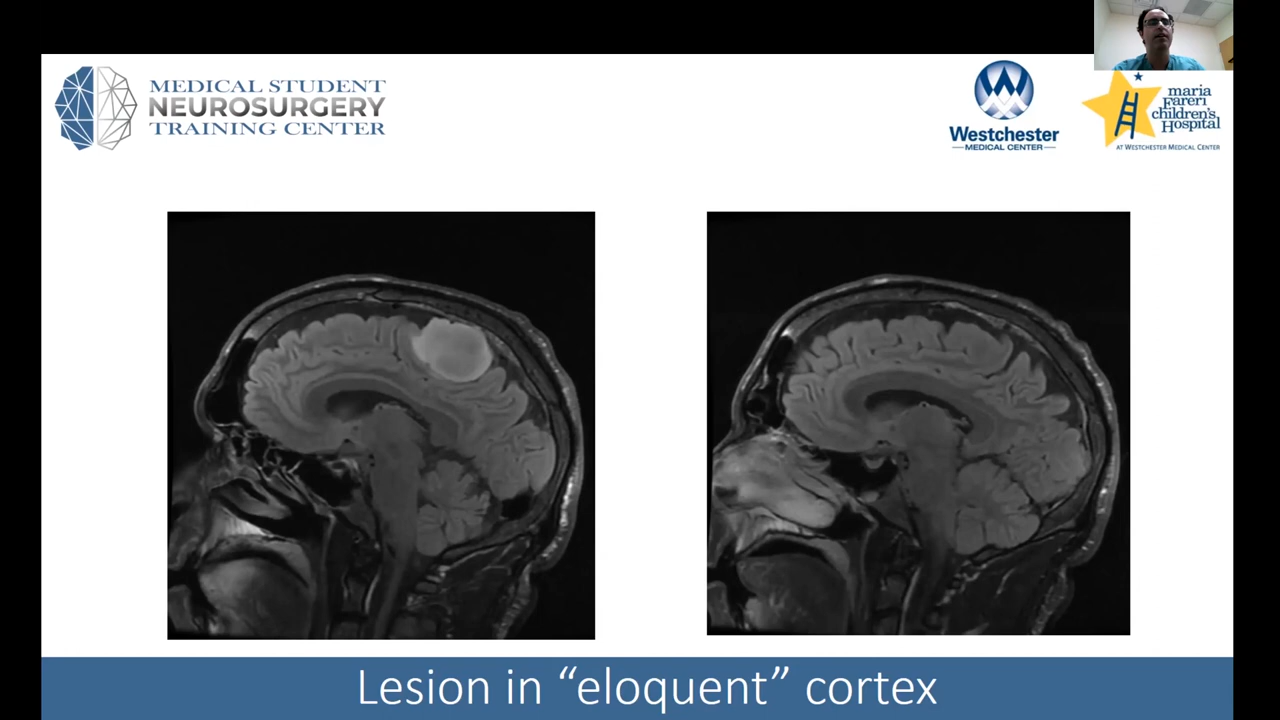 MEDICAL STUDENT
NEUROSURGERY
TRAINING CENTER
Westchester
MEDICAL CENTER
maria
Fareri
children's
Hospital
AT WESTCHESTER MEDICAL CENTER
Lesion in “eloquent” cortex